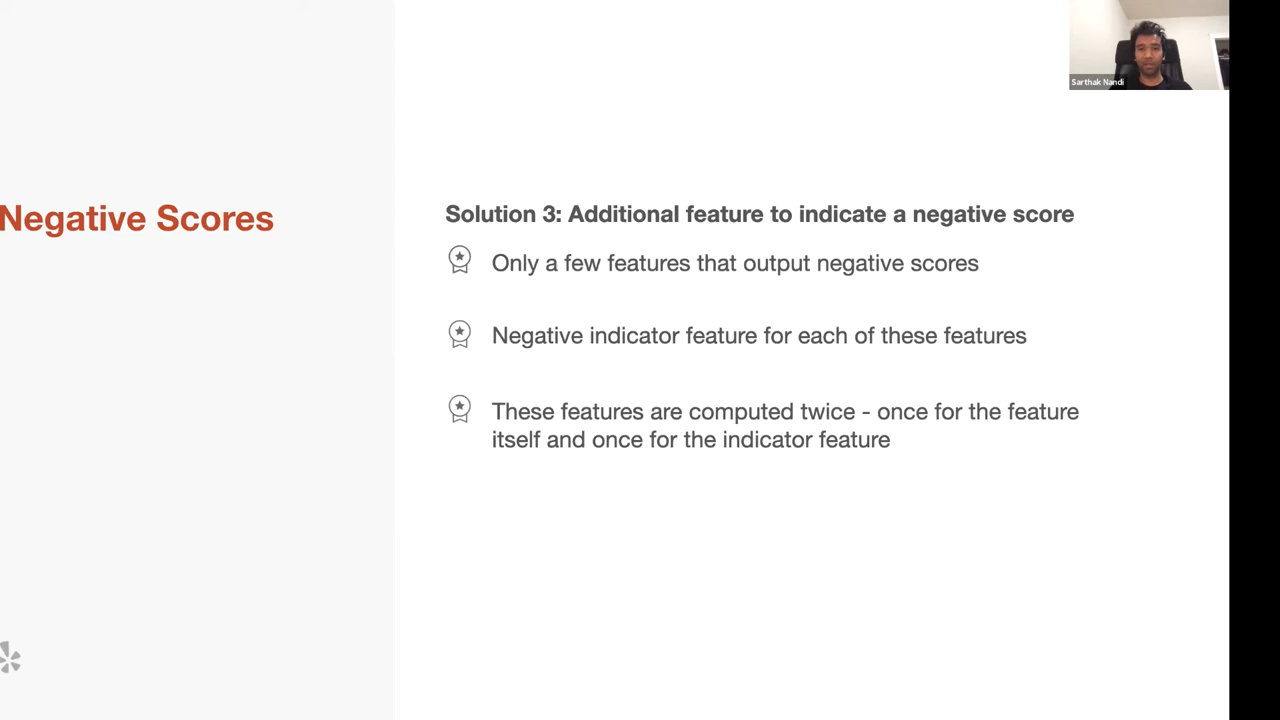 Sarthak Nandi
Negative Scores
Solution 3: Additional feature to indicate a negative score
Only a few features that output negative scores
Negative indicator feature for each of these features
These features are computed twice - once for the feature
itself and once for the indicator feature